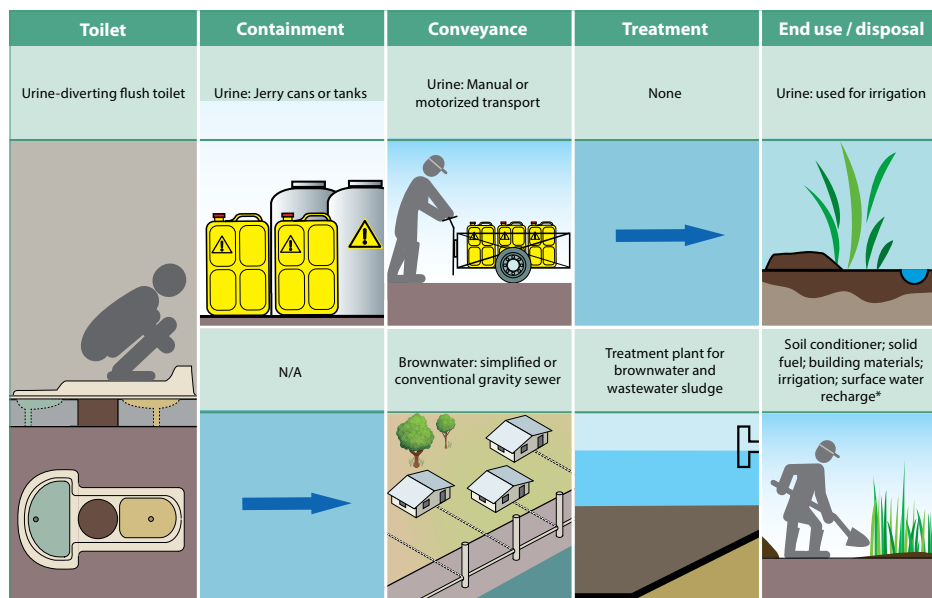 Toilet
Containment
Conveyance
Treatment
End use / disposal
Urine-diverting flush toilet
Urine: Jerry cans or tanks
Urine: Manual or
motorized transport
None
Urine: used for irrigation
N/A
Brownwater: simplified or
conventional gravity sewer
Treatment plant for
brownwater and
wastewater sludge
Soil conditioner; solid
fuel; building materials;
irrigation; surface water
recharge*